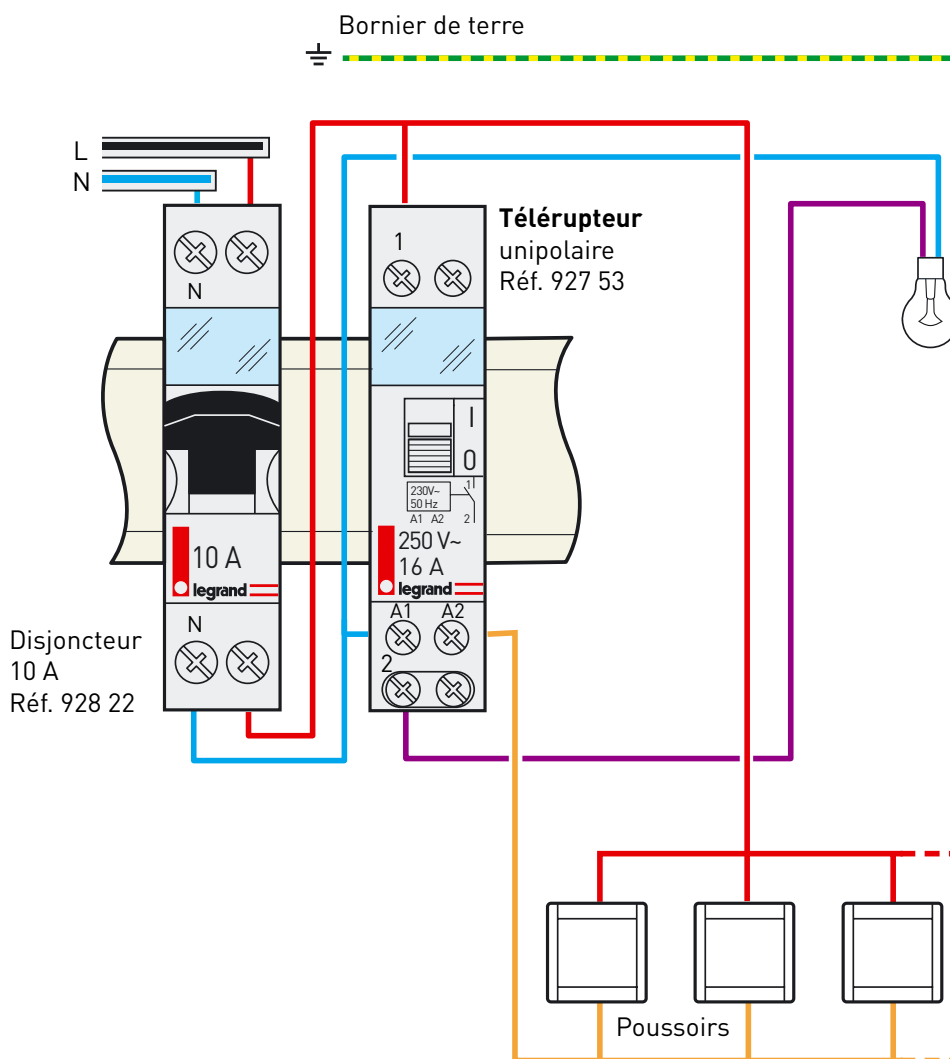 Bornier de terre
L
N
Télérupteur
unipolaire
Réf. 927 53
N
1
I
0
230V~
50 Hz
A1 A2
1
2
10 A
legrand
250 V~
16 A
legrand
N
A1 A2
2
Disjoncteur
10 A
Réf. 928 22
Poussoirs